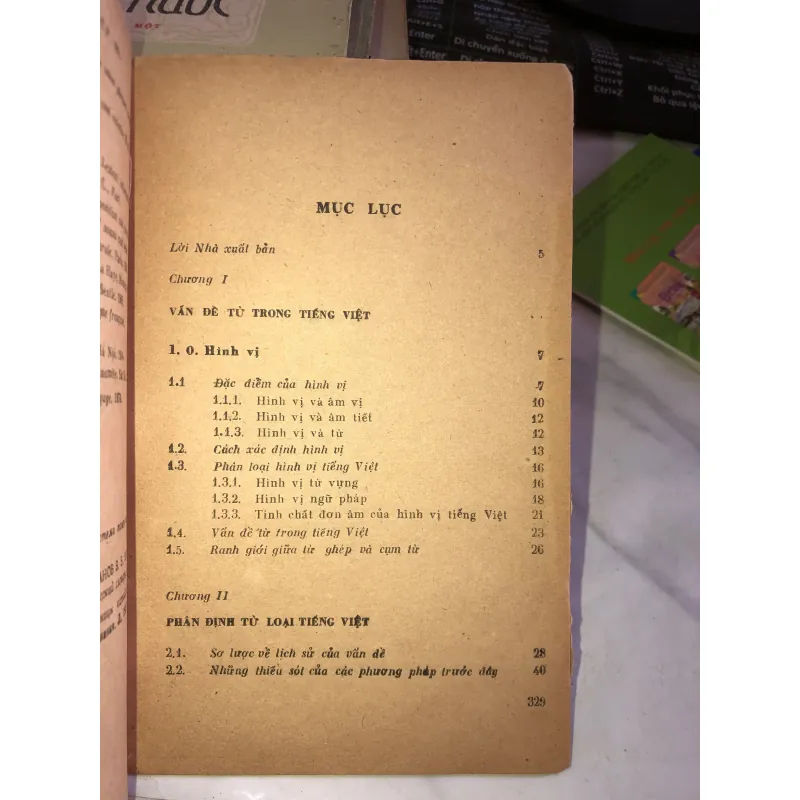 MỘT
Ctrl+Z
Enter
Di chuyển xuống
MỤC LỤC
Lời Nhà xuất bản 5
Chương I
VẤN ĐỀ TỪ TRONG TIẾNG VIỆT
1. 0. Hình vị 7
1.1 Đặc điểm của hình vị 7
1.1.1. Hình vị và âm vị 10
1.1.2. Hình vị và âm tiết 12
1.1.3. Hình vị và từ 12
1.2. Cách xác định hình vị 13
1.3. Phân loại hình vị tiếng Việt 16
1.3.1. Hình vị từ vựng 16
1.3.2. Hình vị ngữ pháp 18
1.3.3. Tính chất đơn âm của hình vị tiếng Việt 21
1.4. Vấn đề từ trong tiếng Việt 23
1.5. Ranh giới giữa từ ghép và cụm từ 26
Chương II
PHÂN ĐỊNH TỪ LOẠI TIẾNG VIỆT
2.1. Sơ lược về lịch sử của vấn đề 28
2.2. Những thiếu sót của các phương pháp trước đây 40
329